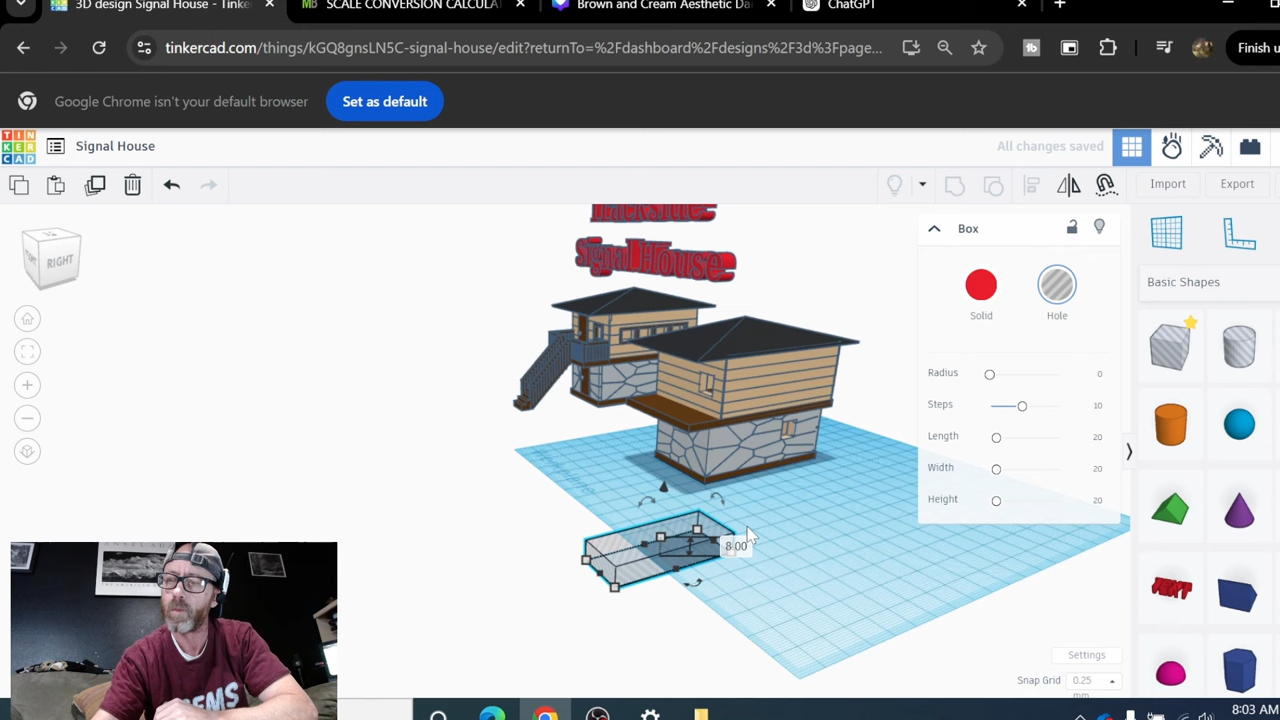 3D design Signal House - Tinke
SCALE CONVERSION CALCULA
Brown and Cream Aesthetic Da
ChatGPT
tinkercad.com/things/kGQ8gnsLN5C-signal-house/edit?returnTo=%2Fdashboard%2Fdesigns%2F3d%3Fpage...
Finish u
Google Chrome isn't your default browser
Set as default
TIN
KER
CAD
Signal House
All changes saved
Import
Export
Trackside
Signal House
RIGHT
Box
Solid
Hole
Radius 0
Steps 10
Length 20
Width 20
Height 20
Basic Shapes
TEXT
8.00
Settings
Snap Grid 0.25
mm
8:03 AM